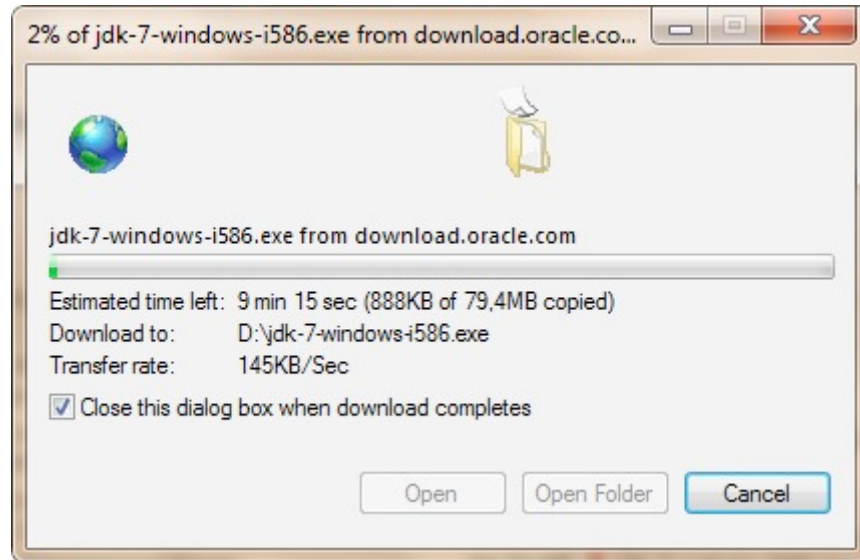 2% of jdk-7-windows-i586.exe from download.oracle.co...
jdk-7-windows-i586.exe from download.oracle.com
Estimated time left: 9 min 15 sec (888KB of 79,4MB copied)
Download to: D:\jdk-7-windows-i586.exe
Transfer rate: 145KB/Sec
Close this dialog box when download completes
Open Open Folder Cancel